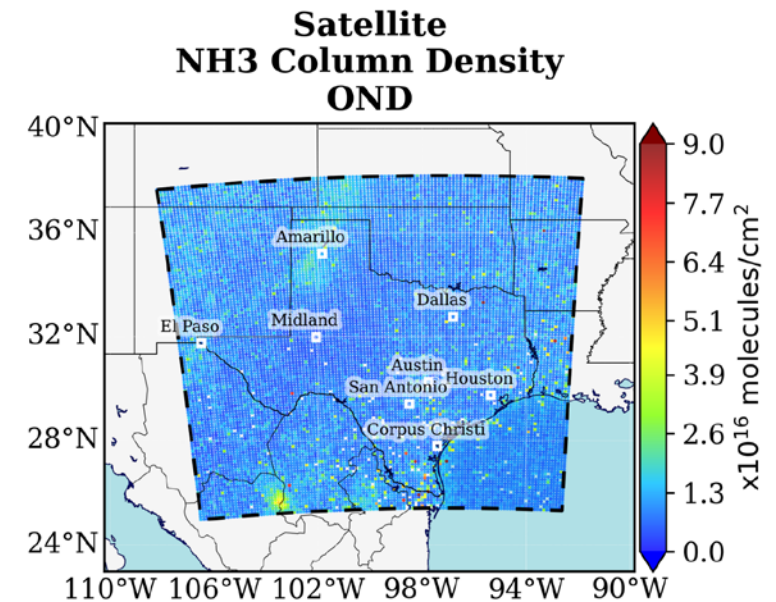 Satellite
NH3 Column Density
OND
40°N
36°N
32°N
28°N
24°N
110°W 106°W 102°W 98°W 94°W 90°W
Amarillo
Dallas
El Paso
Midland
Austin
San Antonio
Houston
Corpus Christi
9.0
7.7
6.4
5.1
3.9
2.6
1.3
0.0
x10¹⁶ molecules/cm²